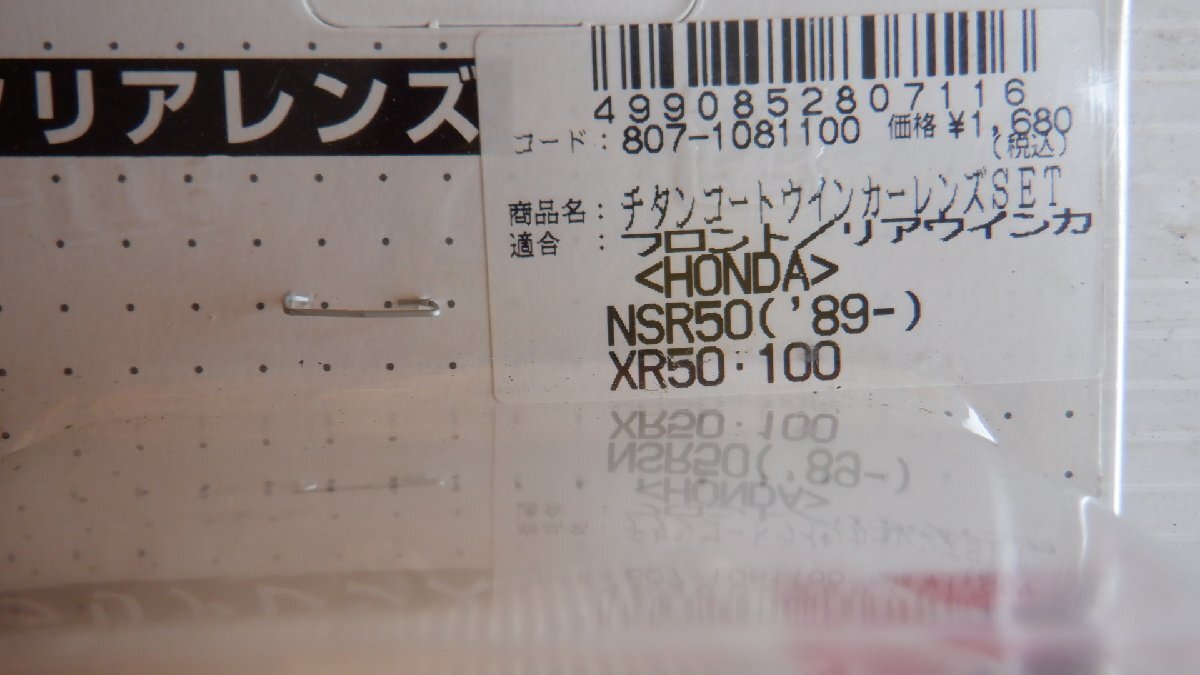 クリアレンズ
4990852807116
コード: 807-1081100 価格¥1,680
(税込)
商品名: チタンコートウインカーレンズSET
適合 : フロント/リアウインカ
<HONDA>
NSR50('89-)
XR50・100